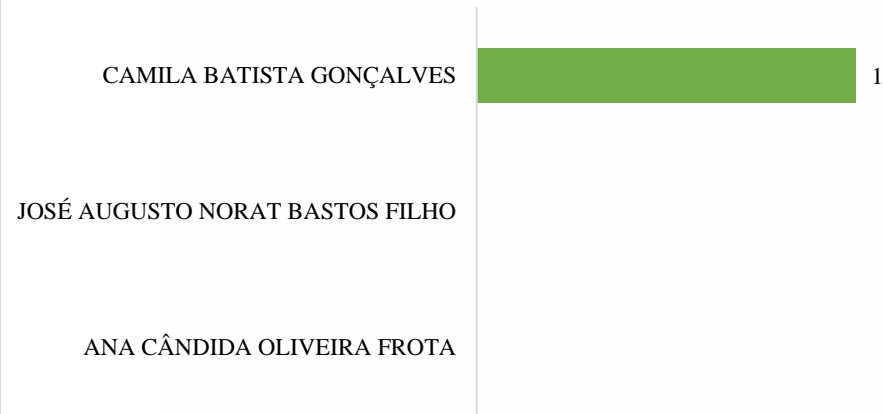 CAMILA BATISTA GONÇALVES
1
JOSÉ AUGUSTO NORAT BASTOS FILHO
ANA CÂNDIDA OLIVEIRA FROTA